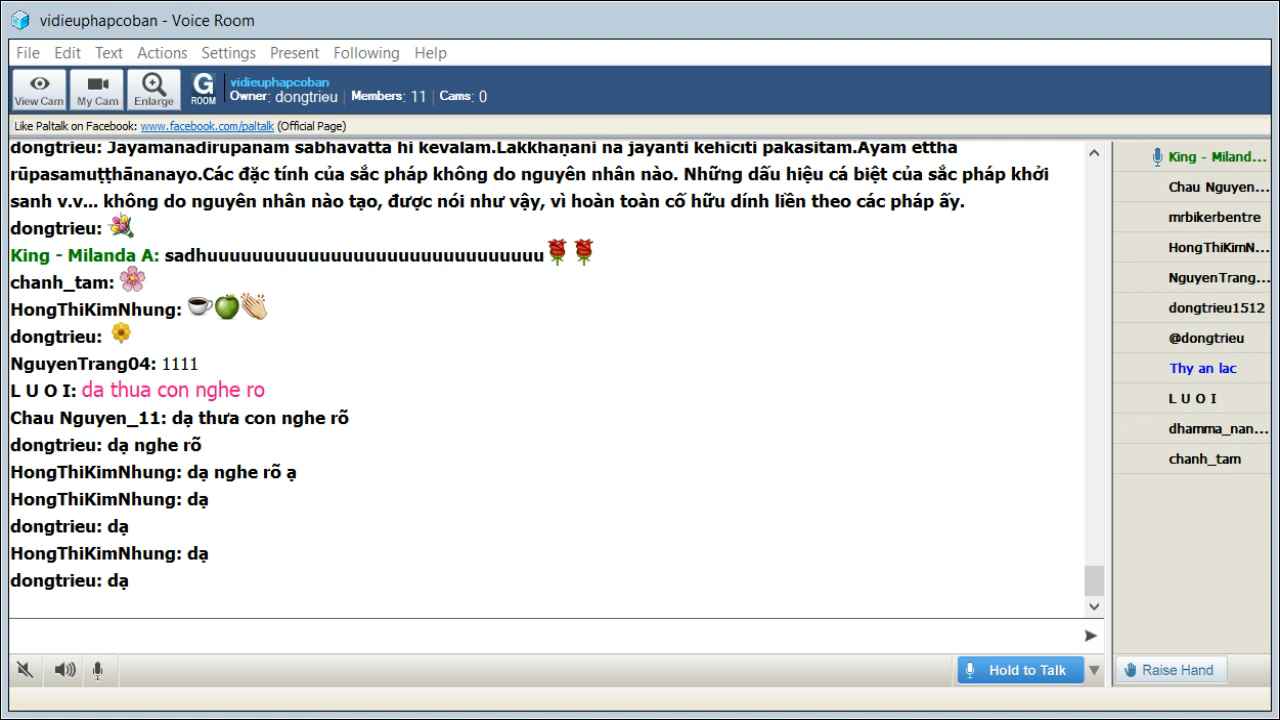 vidieuphapcoban - Voice Room
File Edit Text Actions Settings Present Following Help
View Cam
My Cam
Enlarge
G ROOM
vidieuphapcoban
Owner: dongtrieu | Members: 11 | Cams: 0
Like Paltalk on Facebook: www.facebook.com/paltalk (Official Page)
dongtrieu: Jāyamānādirūpānaṃ sabhāvattā hi kevalaṃ.Lakkhaṇāni na jāyanti kehicīti pakāsitaṃ.Ayam ettha
rūpasamuṭṭhānanayo.Các đặc tính của sắc pháp không do nguyên nhân nào. Những dấu hiệu cá biệt của sắc pháp khởi
sanh v.v... không do nguyên nhân nào tạo, được nói như vậy, vì hoàn toàn cố hữu dính liền theo các pháp ấy.
dongtrieu:
King - Milanda A: sadhuuuuuuuuuuuuuuuuuuuuuuuuuuuuuu
chanh_tam:
HongThiKimNhung:
dongtrieu:
NguyenTrang04: 1111
L U O I: da thua con nghe ro
Chau Nguyen_11: dạ thưa con nghe rõ
dongtrieu: dạ nghe rõ
HongThiKimNhung: dạ nghe rõ ạ
HongThiKimNhung: dạ
dongtrieu: dạ
HongThiKimNhung: dạ
dongtrieu: dạ
King - Miland...
Chau Nguyen...
mrbikerbentre
HongThiKimN...
NguyenTrang...
dongtrieu1512
@dongtrieu
Thy an lac
L U O I
dhamma_nan...
chanh_tam
Hold to Talk
Raise Hand